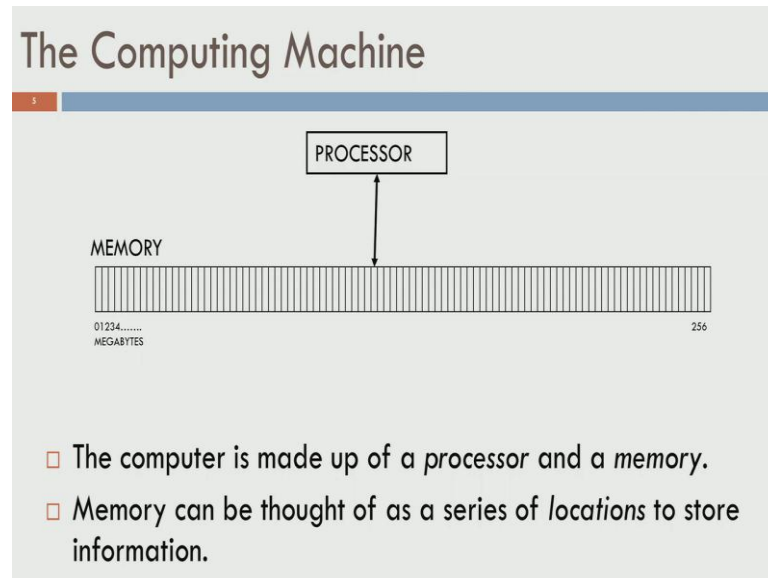 The Computing Machine
5
PROCESSOR
MEMORY
01234.......
256
MEGABYTES
The computer is made up of a processor and a memory.
Memory can be thought of as a series of locations to store
information.